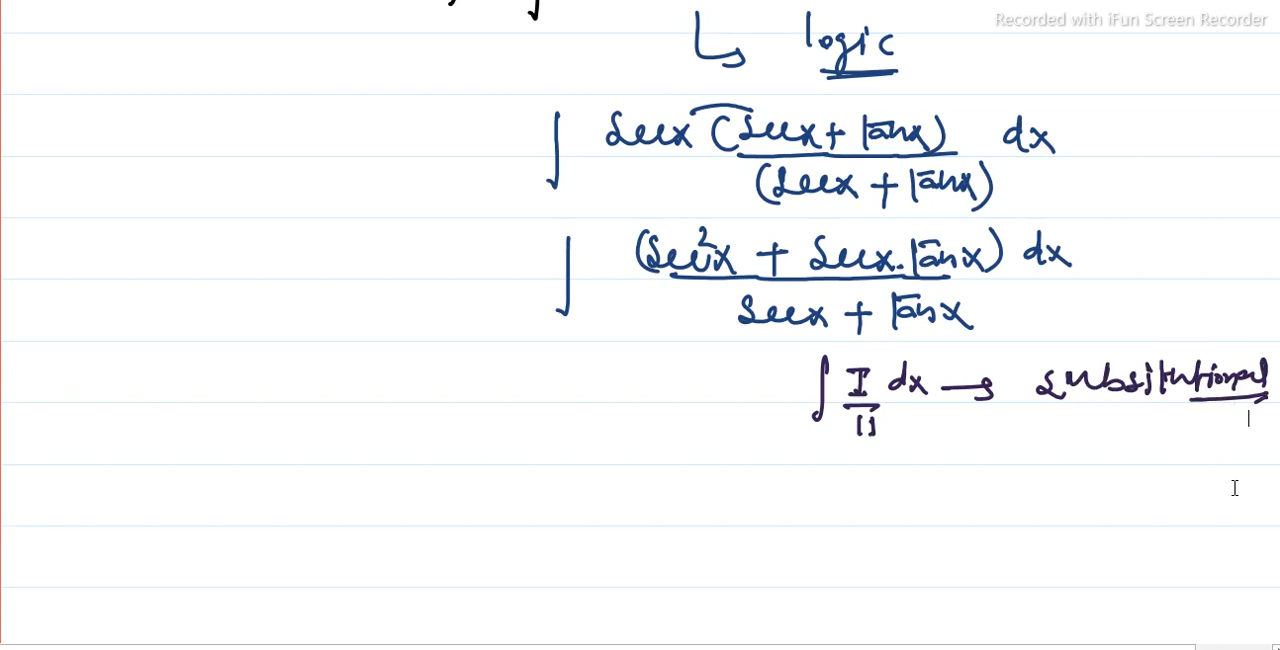 Recorded with iFun Screen Recorder
↳ logic
∫ secx (secx + tanx) dx
(secx + tanx)
∫ (sec²x + secx.tanx) dx
secx + tanx
∫ I dx → substitutional
II